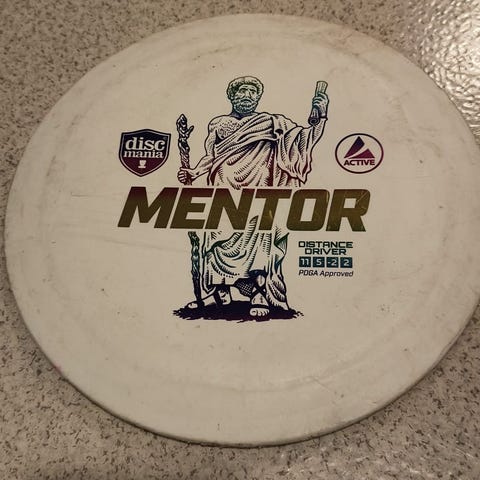 disc
mania
ACTIVE
MENTOR
DISTANCE
DRIVER
11 5 -2 2
PDGA Approved